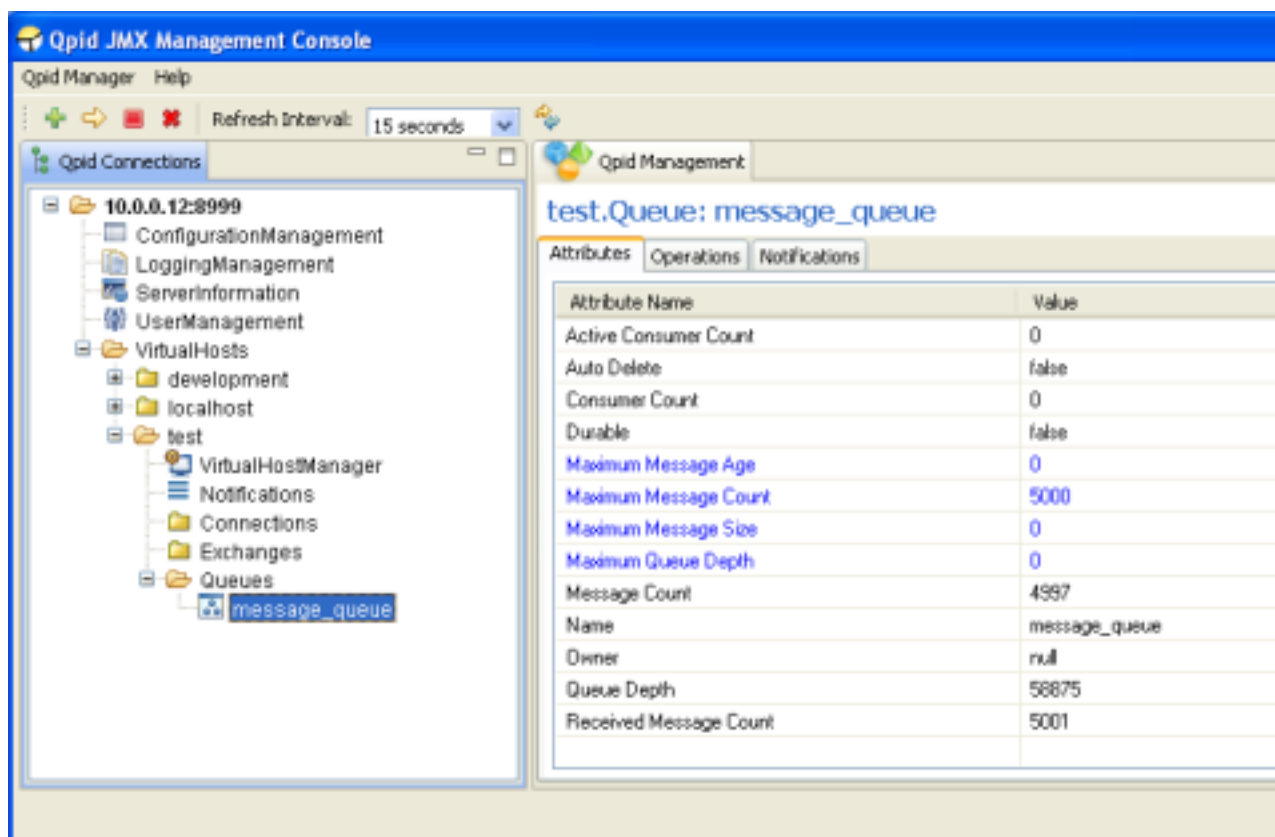 Qpid JMX Management Console
Qpid Manager Help
Refresh Interval: 15 seconds
Qpid Connections
10.0.0.12:8999
ConfigurationManagement
LoggingManagement
ServerInformation
UserManagement
VirtualHosts
development
localhost
test
VirtualHostManager
Notifications
Connections
Exchanges
Queues
message_queue
Qpid Management
test.Queue: message_queue
Attributes Operations Notifications
Attribute Name Value
Active Consumer Count 0
Auto Delete false
Consumer Count 0
Durable false
Maximum Message Age 0
Maximum Message Count 5000
Maximum Message Size 0
Maximum Queue Depth 0
Message Count 4997
Name message_queue
Owner null
Queue Depth 58875
Received Message Count 5001